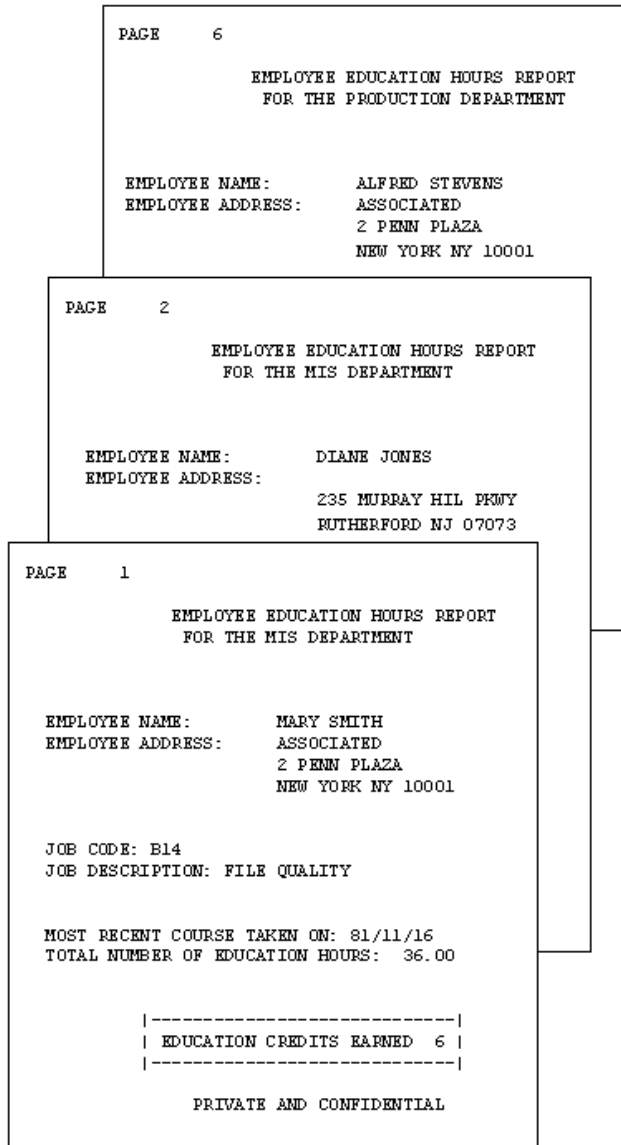 PAGE 6
EMPLOYEE EDUCATION HOURS REPORT
FOR THE PRODUCTION DEPARTMENT
EMPLOYEE NAME: ALFRED STEVENS
EMPLOYEE ADDRESS: ASSOCIATED
2 PENN PLAZA
NEW YORK NY 10001
PAGE 2
EMPLOYEE EDUCATION HOURS REPORT
FOR THE MIS DEPARTMENT
EMPLOYEE NAME: DIANE JONES
EMPLOYEE ADDRESS:
235 MURRAY HIL PKWY
RUTHERFORD NJ 07073
PAGE 1
EMPLOYEE EDUCATION HOURS REPORT
FOR THE MIS DEPARTMENT
EMPLOYEE NAME: MARY SMITH
EMPLOYEE ADDRESS: ASSOCIATED
2 PENN PLAZA
NEW YORK NY 10001
JOB CODE: B14
JOB DESCRIPTION: FILE QUALITY
MOST RECENT COURSE TAKEN ON: 81/11/16
TOTAL NUMBER OF EDUCATION HOURS: 36.00
|----------------------------|
| EDUCATION CREDITS EARNED 6 |
|----------------------------|
PRIVATE AND CONFIDENTIAL